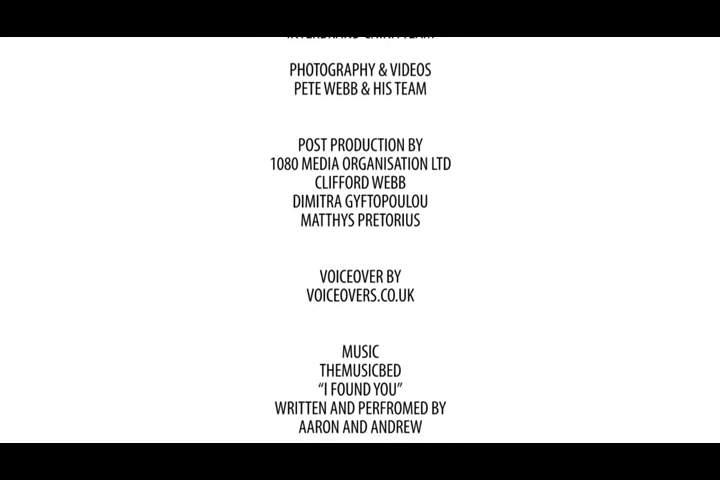 PHOTOGRAPHY & VIDEOS
PETE WEBB & HIS TEAM
POST PRODUCTION BY
1080 MEDIA ORGANISATION LTD
CLIFFORD WEBB
DIMITRA GYFTOPOULOU
MATTHYS PRETORIUS
VOICEOVER BY
VOICEOVERS.CO.UK
MUSIC
THEMUSICBED
“I FOUND YOU”
WRITTEN AND PERFROMED BY
AARON AND ANDREW